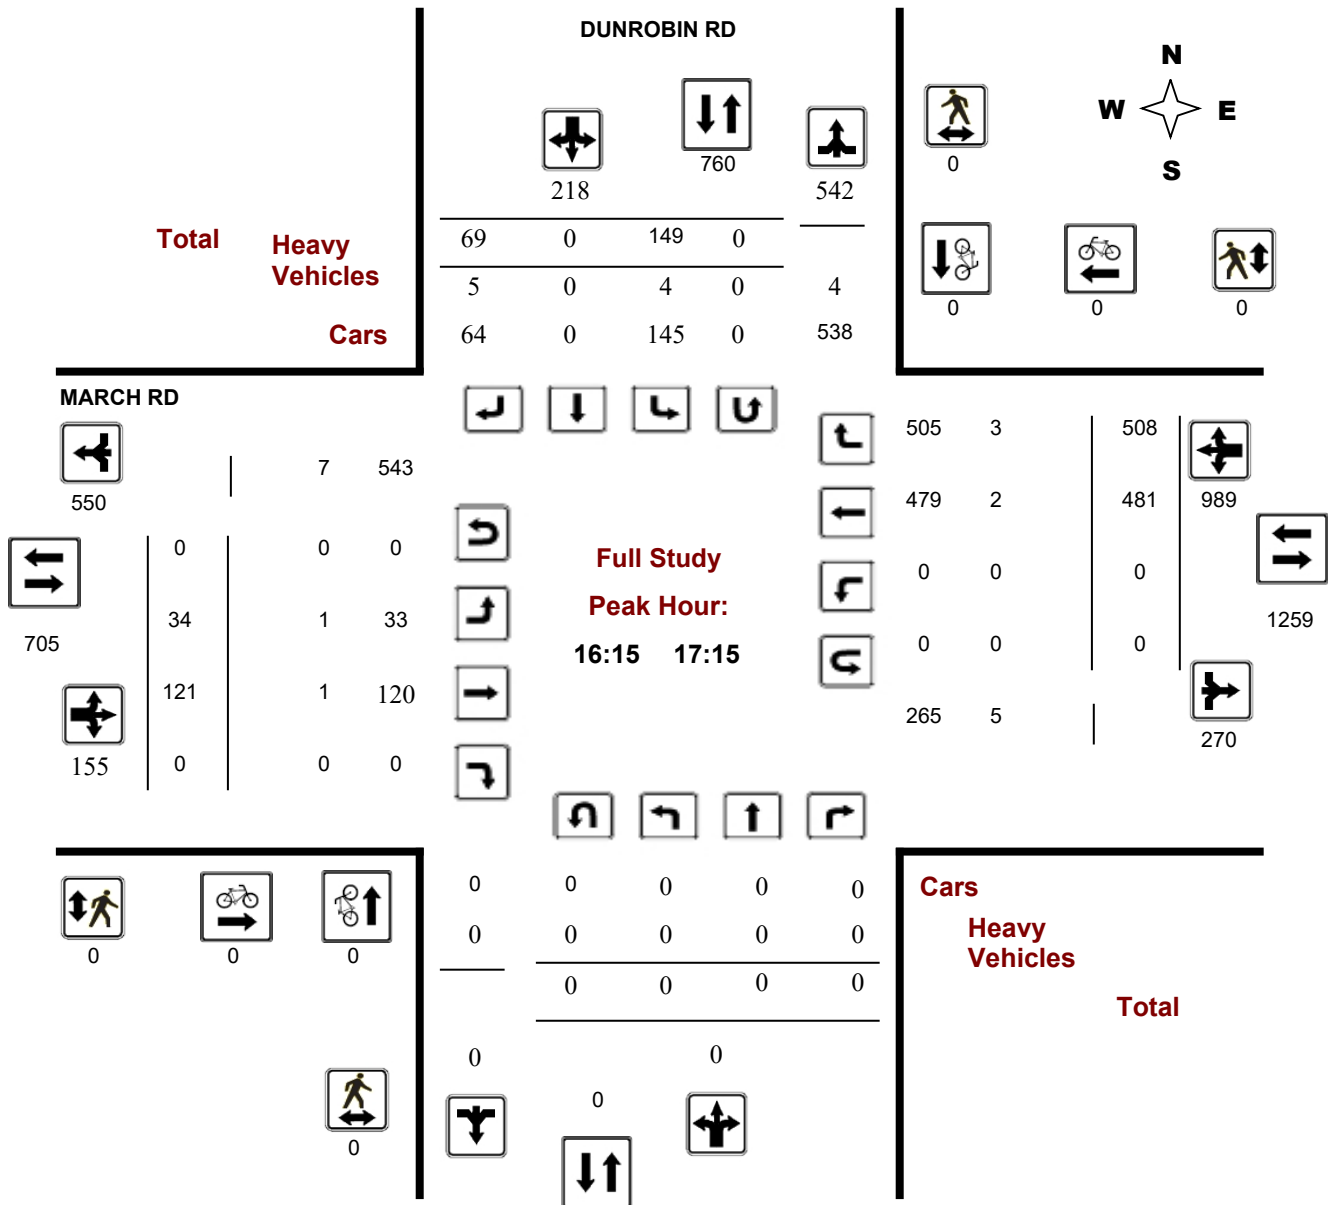 DUNROBIN RD
N
W E
S
760
0
218 542
Total Heavy Vehicles
69 0 149 0
5 0 4 0 4
0 0 0
Cars
64 0 145 0 538
MARCH RD
505 3 508
7 543
550
479 2 481 989
0 0 0
Full Study
0 0 0
34 1 33
Peak Hour:
1259
705
16:15 17:15
0 0 0
121 1 120
265 5
270
155 0 0 0
0 0 0 0 0
Cars
0 0 0 0 0
Heavy Vehicles
0 0 0
0 0 0 0
Total
0 0
0
0